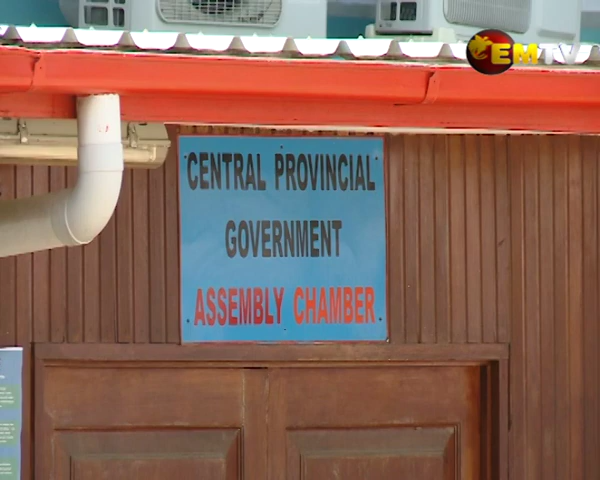 EMTV
CENTRAL PROVINCIAL
GOVERNMENT
ASSEMBLY CHAMBER